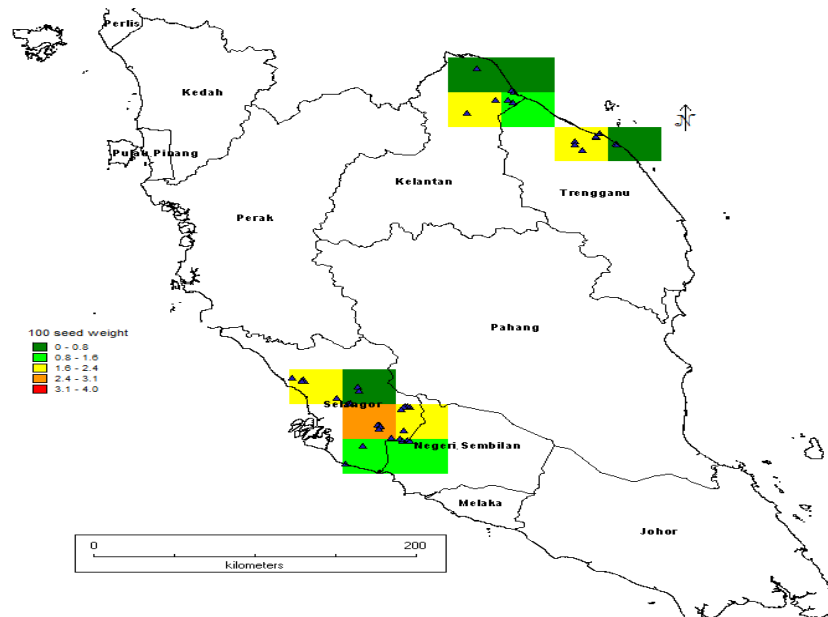 Perlis
Kedah
Pulau Pinang
Kelantan
Trengganu
Perak
Pahang
100 seed weight
0 - 0.8
0.8 - 1.6
1.6 - 2.4
2.4 - 3.1
3.1 - 4.0
Selangor
Negeri Sembilan
Melaka
Johor
N
0 200
kilometers